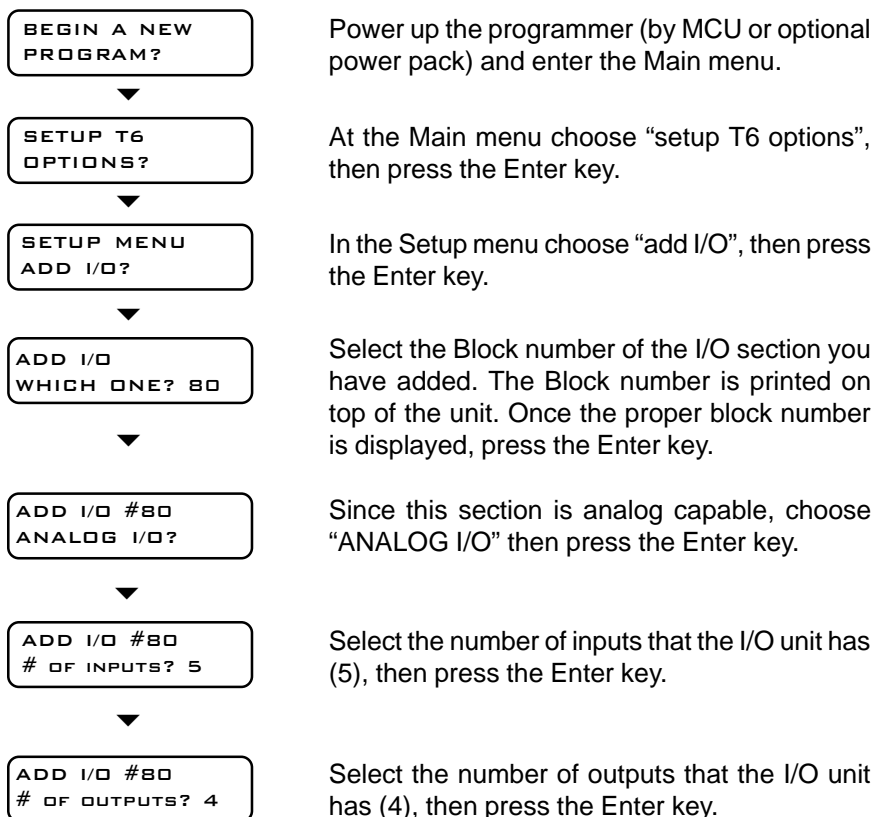 BEGIN A NEW
PROGRAM?
Power up the programmer (by MCU or optional
power pack) and enter the Main menu.
SETUP T6
OPTIONS?
At the Main menu choose “setup T6 options”,
then press the Enter key.
SETUP MENU
ADD I/O?
In the Setup menu choose “add I/O”, then press
the Enter key.
ADD I/O
WHICH ONE? 80
Select the Block number of the I/O section you
have added. The Block number is printed on
top of the unit. Once the proper block number
is displayed, press the Enter key.
ADD I/O #80
ANALOG I/O?
Since this section is analog capable, choose
“ANALOG I/O” then press the Enter key.
ADD I/O #80
# OF INPUTS? 5
Select the number of inputs that the I/O unit has
(5), then press the Enter key.
ADD I/O #80
# OF OUTPUTS? 4
Select the number of outputs that the I/O unit
has (4), then press the Enter key.